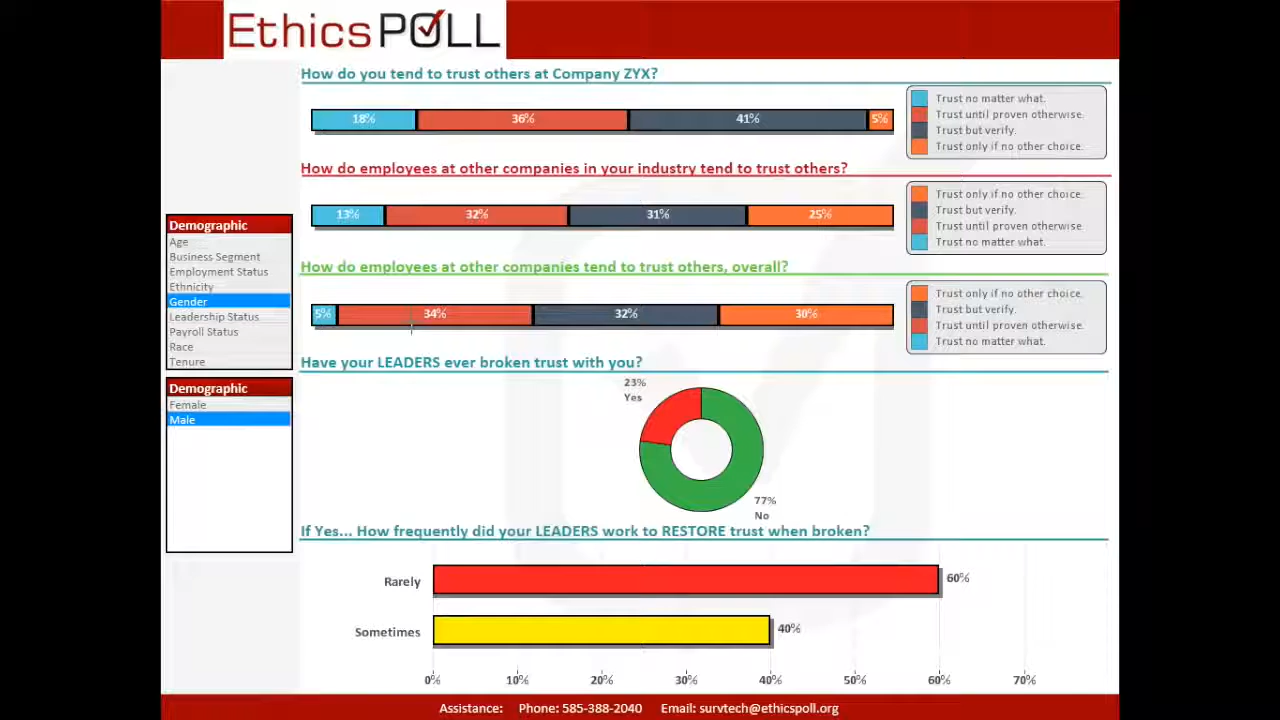 Ethics POLL
How do you tend to trust others at Company ZYX?
18% 36% 41% 5%
Trust no matter what.
Trust until proven otherwise.
Trust but verify.
Trust only if no other choice.
How do employees at other companies in your industry tend to trust others?
13% 32% 31% 25%
Trust only if no other choice.
Trust but verify.
Trust until proven otherwise
Trust no matter what.
How do employees at other companies tend to trust others, overall?
5% 34% 32% 30%
Trust only if no other choice.
Trust but verify.
Trust until proven otherwise.
Trust no matter what.
Demographic
Age
Business Segment
Employment Status
Ethnicity
Gender
Leadership Status
Payroll Status
Race
Tenure
Demographic
Female
Male
Have your LEADERS ever broken trust with you?
23%
Yes
77%
No
If Yes... How frequently did your LEADERS work to RESTORE trust when broken?
Rarely 60%
Sometimes 40%
0% 10% 20% 30% 40% 50% 60% 70%
Assistance: Phone: 585-388-2040 Email: survtech@ethicspoll.org